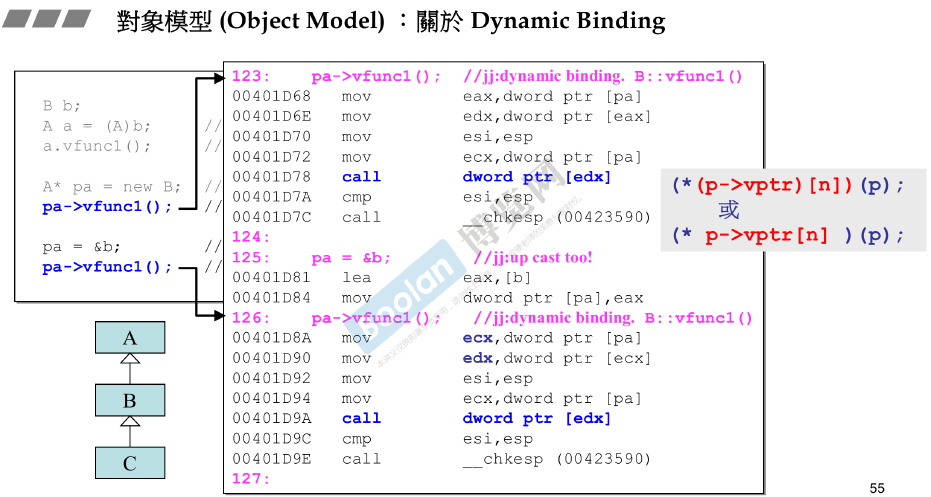 對象模型 (Object Model) ：關於 Dynamic Binding
B b;
A a = (A)b; //
a.vfunc1(); //
A* pa = new B; //
pa->vfunc1(); //
pa = &b; //
pa->vfunc1(); //
123: pa->vfunc1(); //jj:dynamic binding. B::vfunc1()
00401D68 mov eax,dword ptr [pa]
00401D6E mov edx,dword ptr [eax]
00401D70 mov esi,esp
00401D72 mov ecx,dword ptr [pa]
00401D78 call dword ptr [edx]
00401D7A cmp esi,esp
00401D7C call __chkesp (00423590)
124:
125: pa = &b; //jj:up cast too!
00401D81 lea eax,[b]
00401D84 mov dword ptr [pa],eax
126: pa->vfunc1(); //jj:dynamic binding. B::vfunc1()
00401D8A mov ecx,dword ptr [pa]
00401D90 mov edx,dword ptr [ecx]
00401D92 mov esi,esp
00401D94 mov ecx,dword ptr [pa]
00401D9A call dword ptr [edx]
00401D9C cmp esi,esp
00401D9E call __chkesp (00423590)
127:
(*(p->vptr)[n])(p);
或
(* p->vptr[n] )(p);
A
B
C
boolan 博览网
55